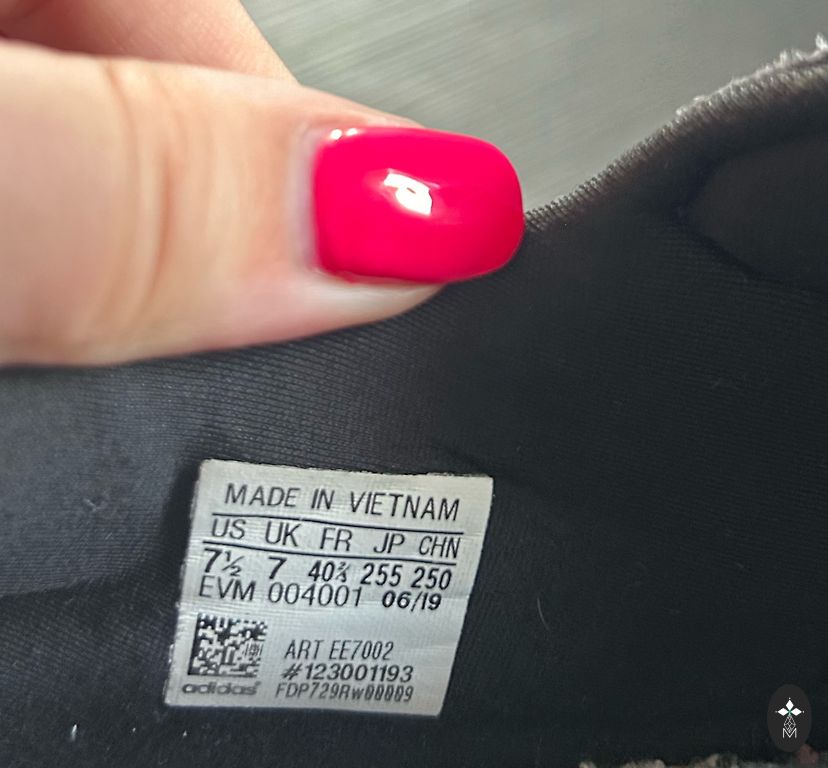 MADE IN VIETNAM
US UK FR JP CHN
7½ 7 40⅔ 255 250
EVM 004001 06/19
ART EE7002
#123001193
adidas